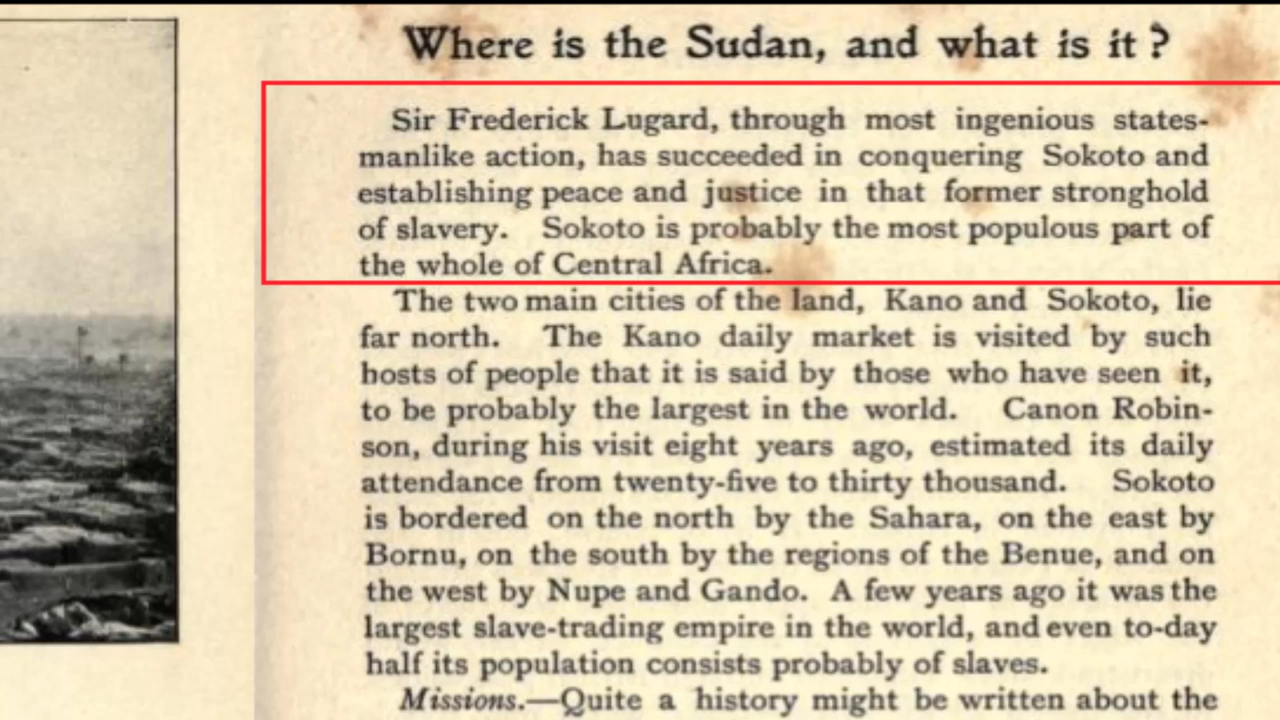 Where is the Sudan, and what is it?
Sir Frederick Lugard, through most ingenious states-
manlike action, has succeeded in conquering Sokoto and
establishing peace and justice in that former stronghold
of slavery. Sokoto is probably the most populous part of
the whole of Central Africa.
The two main cities of the land, Kano and Sokoto, lie
far north. The Kano daily market is visited by such
hosts of people that it is said by those who have seen it,
to be probably the largest in the world. Canon Robin-
son, during his visit eight years ago, estimated its daily
attendance from twenty-five to thirty thousand. Sokoto
is bordered on the north by the Sahara, on the east by
Bornu, on the south by the regions of the Benue, and on
the west by Nupe and Gando. A few years ago it was the
largest slave-trading empire in the world, and even to-day
half its population consists probably of slaves.
Missions.—Quite a history might be written about the